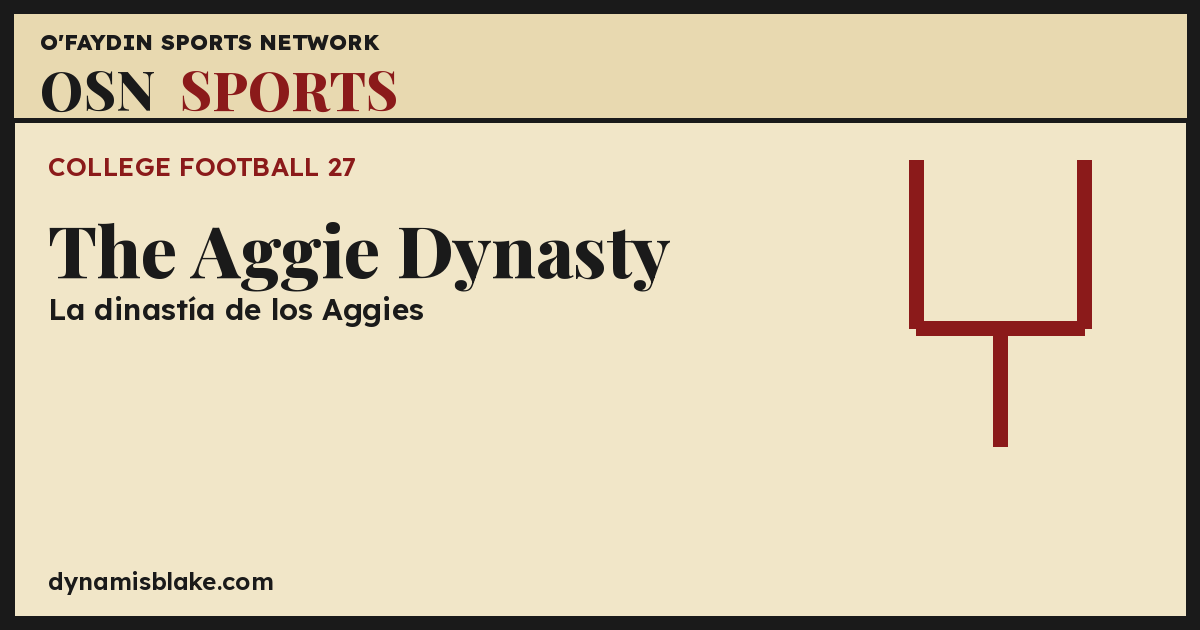 O'FAYDIN SPORTS NETWORK
OSN SPORTS
COLLEGE FOOTBALL 27
The Aggie Dynasty
La dinastía de los Aggies
dynamisblake.com